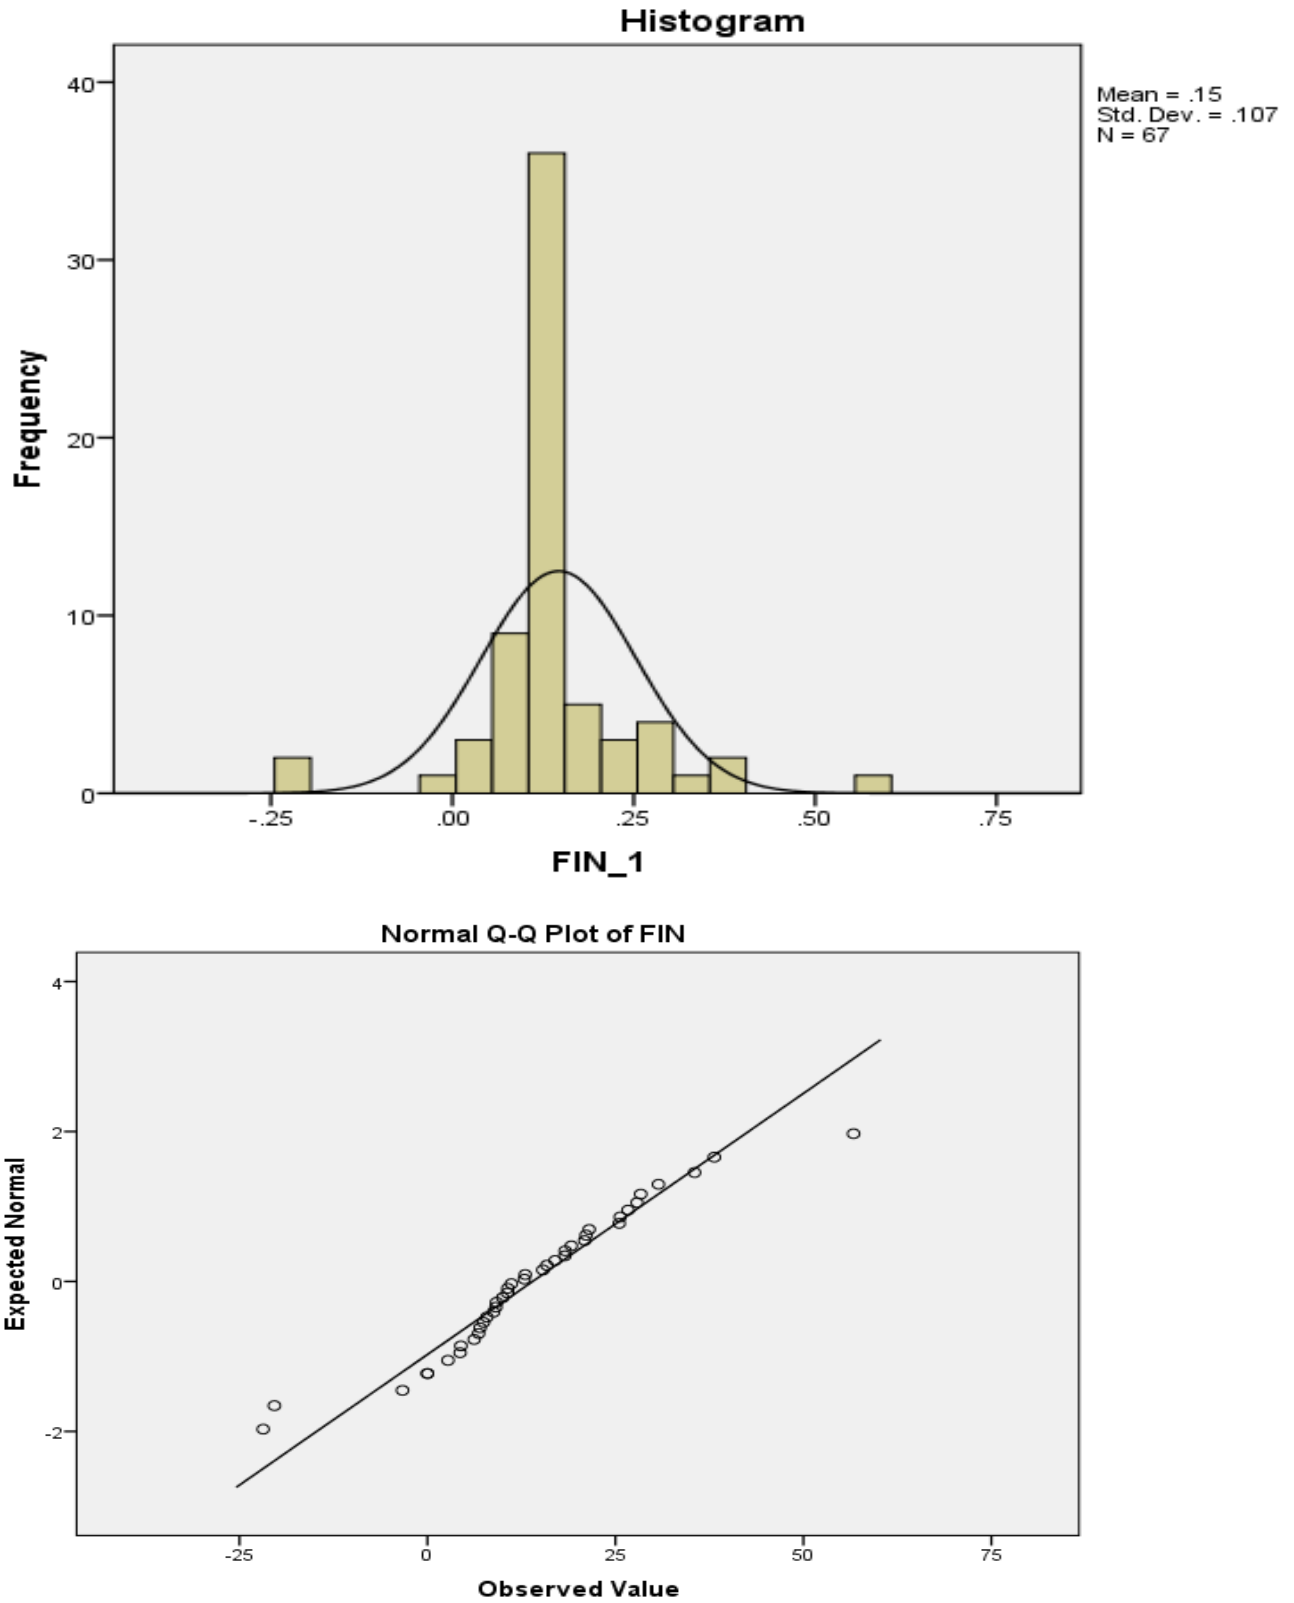 Histogram
40
30
20
10
0
Frequency
-.25 .00 .25 .50 .75
FIN_1
Mean = .15
Std. Dev. = .107
N = 67
Normal Q-Q Plot of FIN
4
2
0
-2
Expected Normal
-25 0 25 50 75
Observed Value